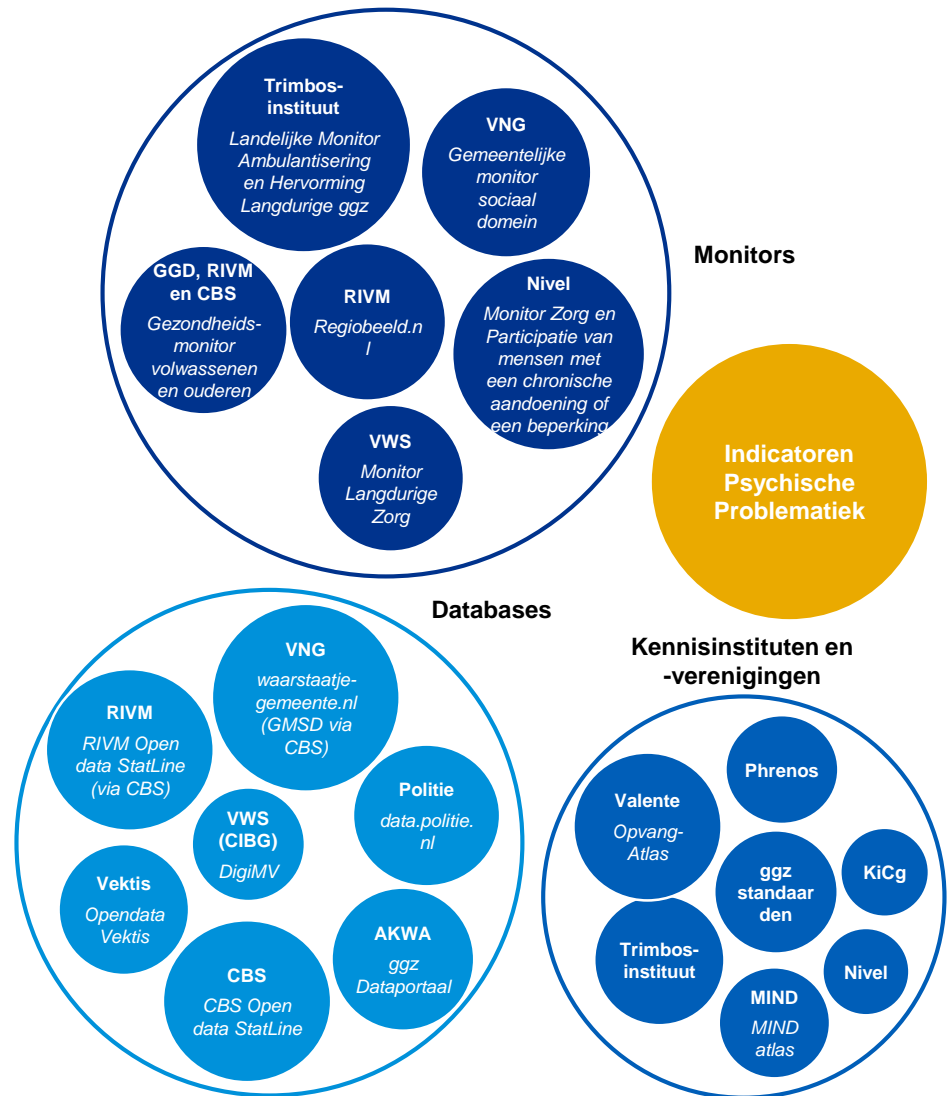 Trimbos-
instituut
Landelijke Monitor
Ambulantisering
en Hervorming
Langdurige ggz
VNG
Gemeentelijke
monitor
sociaal
domein
Monitors
GGD, RIVM
en CBS
Gezondheids-
monitor
volwassenen
en ouderen
RIVM
Regiobeeld.n
l
Nivel
Monitor Zorg en
Participatie van
mensen met
een chronische
aandoening of
een beperking
VWS
Monitor
Langdurige
Zorg
Indicatoren
Psychische
Problematiek
Databases
VNG
waarstaatje-
gemeente.nl
(GMSD via
CBS)
RIVM
RIVM Open
data StatLine
(via CBS)
Politie
data.politie.
nl
VWS
(CIBG)
DigiMV
Vektis
Opendata
Vektis
AKWA
ggz
Dataportaal
CBS
CBS Open
data StatLine
Kennisinstituten en
-verenigingen
Phrenos
Valente
Opvang-
Atlas
ggz
standaar
den
KiCg
Trimbos-
instituut
Nivel
MIND
MIND
atlas